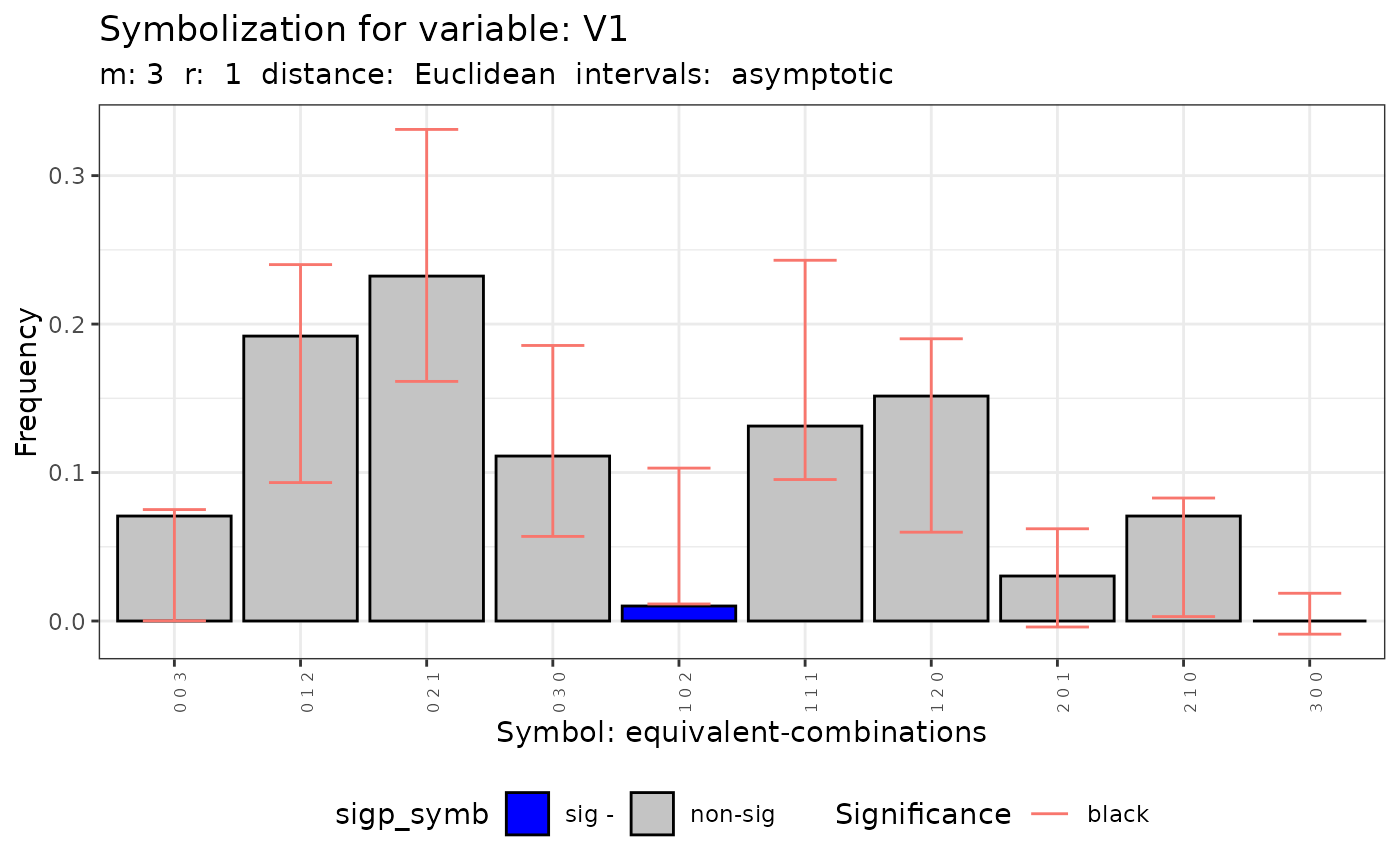 Symbolization for variable: V1
m: 3  r:  1  distance:  Euclidean  intervals:  asymptotic
Frequency
0.3
0.2
0.1
0.0
0 0 3
0 1 2
0 2 1
0 3 0
1 0 2
1 1 1
1 2 0
2 0 1
2 1 0
3 0 0
Symbol: equivalent-combinations
sigp_symb sig - non-sig Significance black